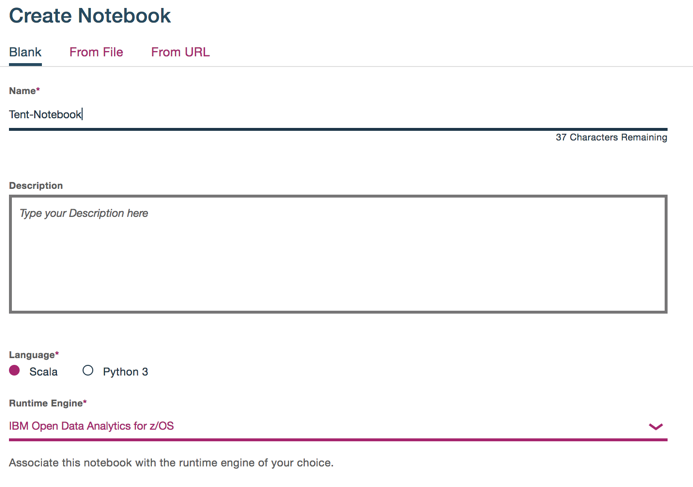 Create Notebook
Blank From File From URL
Name*
Tent-Notebook
37 Characters Remaining
Description
Type your Description here
Language*
Scala Python 3
Runtime Engine*
IBM Open Data Analytics for z/OS
Associate this notebook with the runtime engine of your choice.